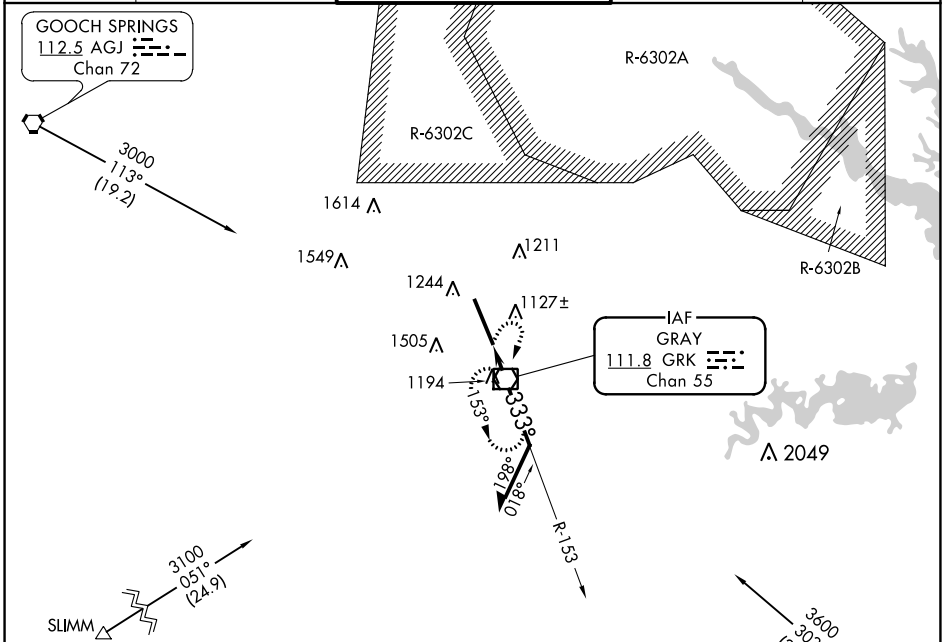 GOOCH SPRINGS
112.5 AGJ
Chan 72
R-6302A
R-6302C
3000
113°
(19.2)
1614
1549
1211
R-6302B
1244
1127±
IAF
GRAY
111.8 GRK
Chan 55
1505
1194
153°
333°
2049
198°
018°
R-153
3100
051°
(24.9)
SLIMM
3600